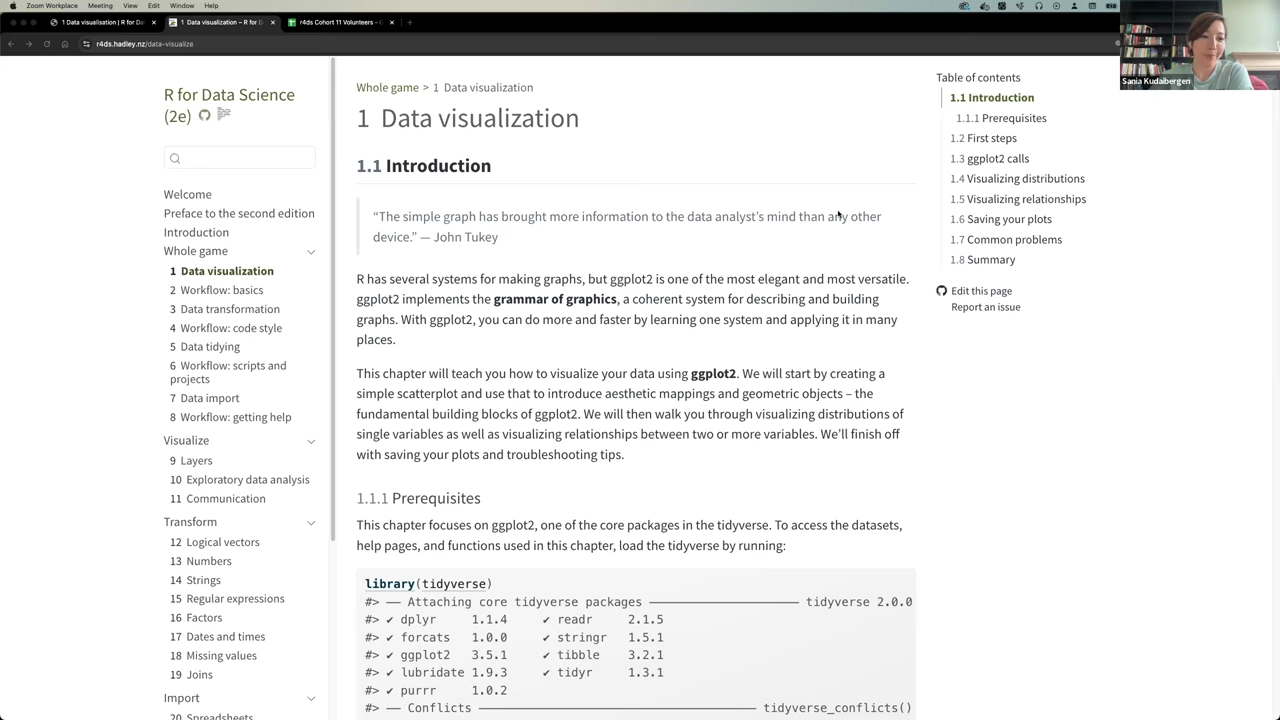 Zoom Workplace Meeting View Edit Window Help
1 Data visualisation | R for Da
1 Data visualization – R for D
r4ds Cohort 11 Volunteers -
r4ds.hadley.nz/data-visualize
Sania Kudaibergen
R for Data Science
(2e)
Welcome
Preface to the second edition
Introduction
Whole game
1 Data visualization
2 Workflow: basics
3 Data transformation
4 Workflow: code style
5 Data tidying
6 Workflow: scripts and
projects
7 Data import
8 Workflow: getting help
Visualize
9 Layers
10 Exploratory data analysis
11 Communication
Transform
12 Logical vectors
13 Numbers
14 Strings
15 Regular expressions
16 Factors
17 Dates and times
18 Missing values
19 Joins
Import
20 Spreadsheets
Whole game > 1 Data visualization
1 Data visualization
1.1 Introduction
“The simple graph has brought more information to the data analyst’s mind than any other
device.” — John Tukey
R has several systems for making graphs, but ggplot2 is one of the most elegant and most versatile.
ggplot2 implements the grammar of graphics, a coherent system for describing and building
graphs. With ggplot2, you can do more and faster by learning one system and applying it in many
places.
This chapter will teach you how to visualize your data using ggplot2. We will start by creating a
simple scatterplot and use that to introduce aesthetic mappings and geometric objects – the
fundamental building blocks of ggplot2. We will then walk you through visualizing distributions of
single variables as well as visualizing relationships between two or more variables. We’ll finish off
with saving your plots and troubleshooting tips.
1.1.1 Prerequisites
This chapter focuses on ggplot2, one of the core packages in the tidyverse. To access the datasets,
help pages, and functions used in this chapter, load the tidyverse by running:
library(tidyverse)
#> ── Attaching core tidyverse packages ───────────────── tidyverse 2.0.0
#> ✔ dplyr 1.1.4 ✔ readr 2.1.5
#> ✔ forcats 1.0.0 ✔ stringr 1.5.1
#> ✔ ggplot2 3.5.1 ✔ tibble 3.2.1
#> ✔ lubridate 1.9.3 ✔ tidyr 1.3.1
#> ✔ purrr 1.0.2
#> ── Conflicts ─────────────────────────────── tidyverse_conflicts()
Table of contents
1.1 Introduction
1.1.1 Prerequisites
1.2 First steps
1.3 ggplot2 calls
1.4 Visualizing distributions
1.5 Visualizing relationships
1.6 Saving your plots
1.7 Common problems
1.8 Summary
Edit this page
Report an issue